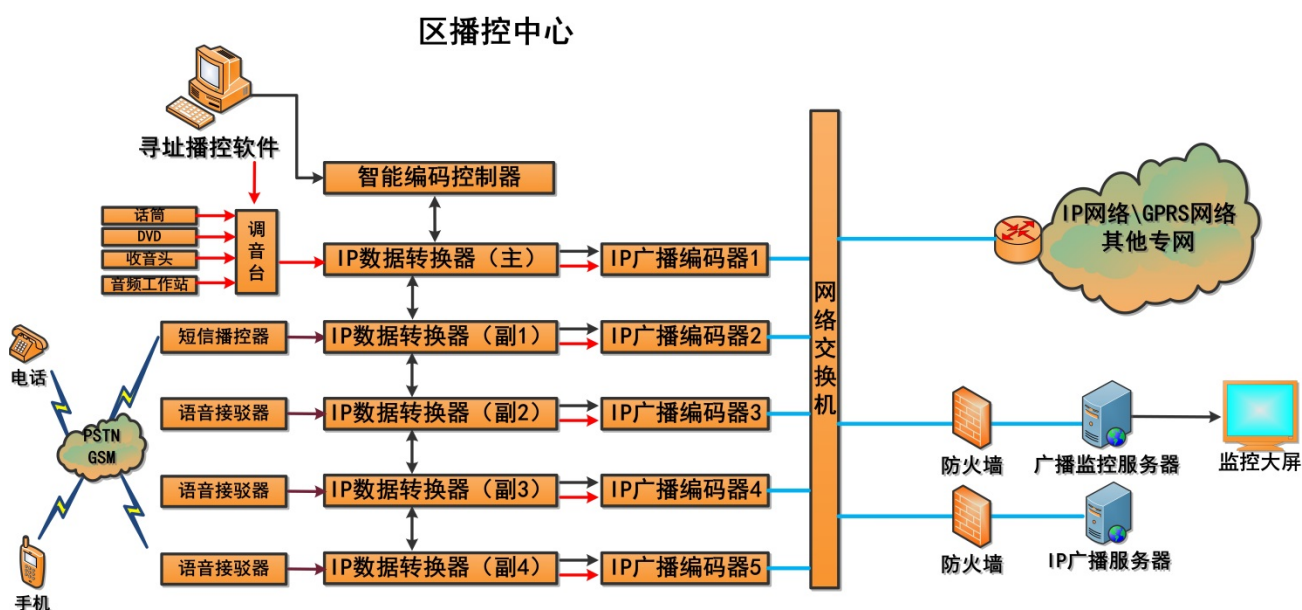 区播控中心
寻址播控软件
智能编码控制器
话筒
DVD
收音头
音频工作站
调音台
IP数据转换器（主）
IP广播编码器1
短信播控器
IP数据转换器（副1）
IP广播编码器2
语音接驳器
IP数据转换器（副2）
IP广播编码器3
语音接驳器
IP数据转换器（副3）
IP广播编码器4
语音接驳器
IP数据转换器（副4）
IP广播编码器5
电话
PSTN
GSM
手机
网络交换机
IP网络\GPRS网络
其他专网
防火墙
广播监控服务器
监控大屏
防火墙
IP广播服务器